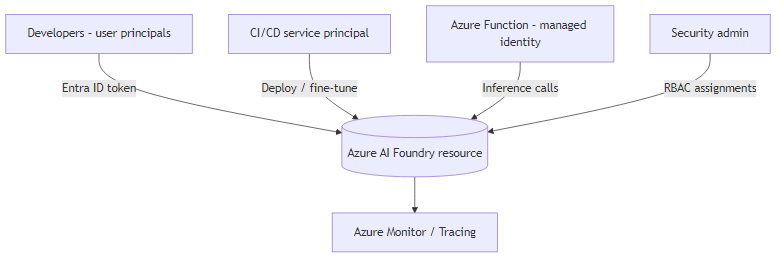 Developers – user principals
CI/CD service principal
Azure Function – managed
identity
Security admin
Entra ID token
Deploy / fine-tune
Inference calls
RBAC assignments
Azure AI Foundry resource
Azure Monitor / Tracing